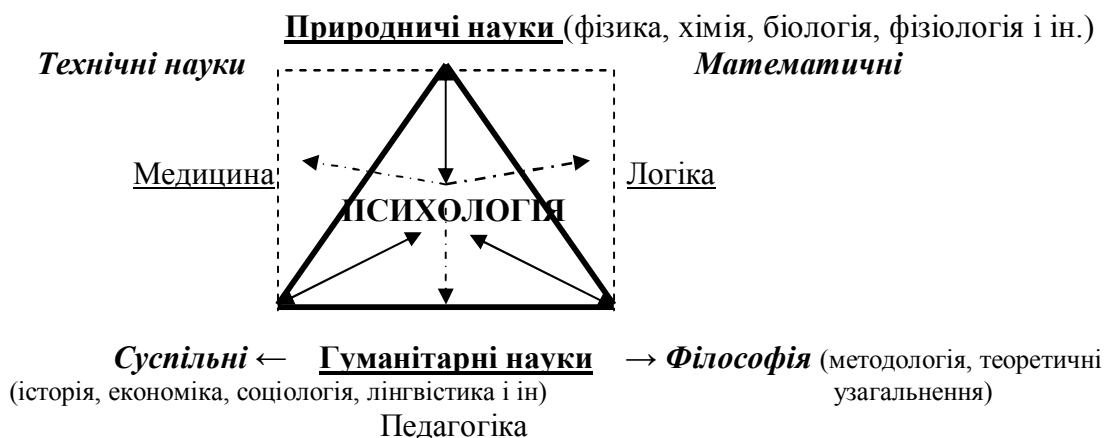 Природничі науки (фізика, хімія, біологія, фізіологія і ін.)
Технічні науки Математичні
Медицина Логіка
ПСИХОЛОГІЯ
Суспільні ← Гуманітарні науки → Філософія (методологія, теоретичні
(історія, економіка, соціологія, лінгвістика і ін) узагальнення)
Педагогіка